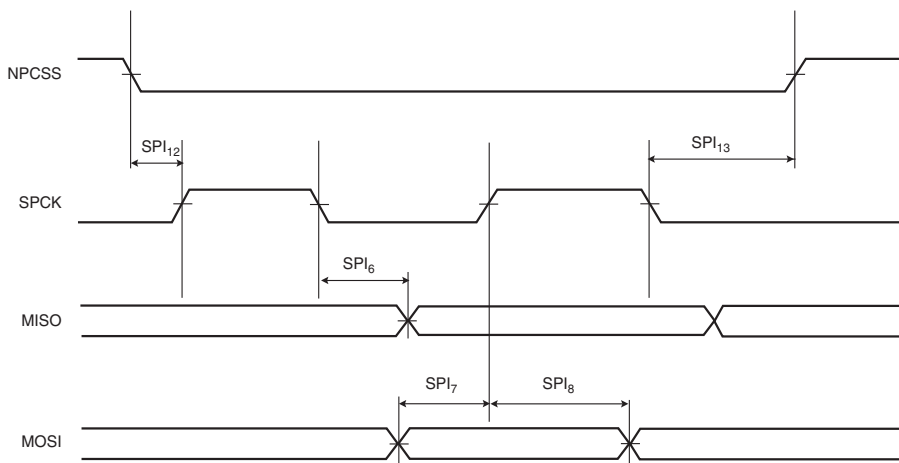 NPCSS
SPI₁₂
SPI₁₃
SPCK
SPI₆
MISO
SPI₇
SPI₈
MOSI